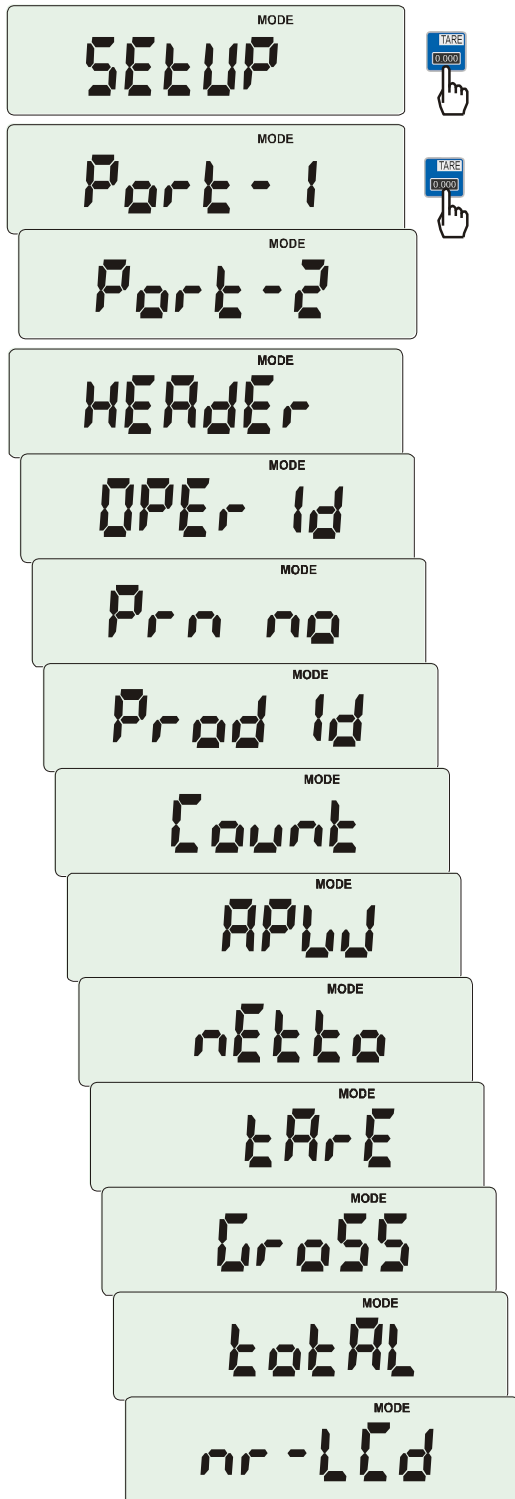 MODE
SEtUP
TARE
0.000
MODE
Port-1
TARE
0.000
MODE
Port-2
MODE
HEAdEr
MODE
OPEr Id
MODE
Prn no
MODE
Prod Id
MODE
Count
MODE
APW
MODE
nEtto
MODE
tArE
MODE
GroSS
MODE
totAL
MODE
nr-LCd